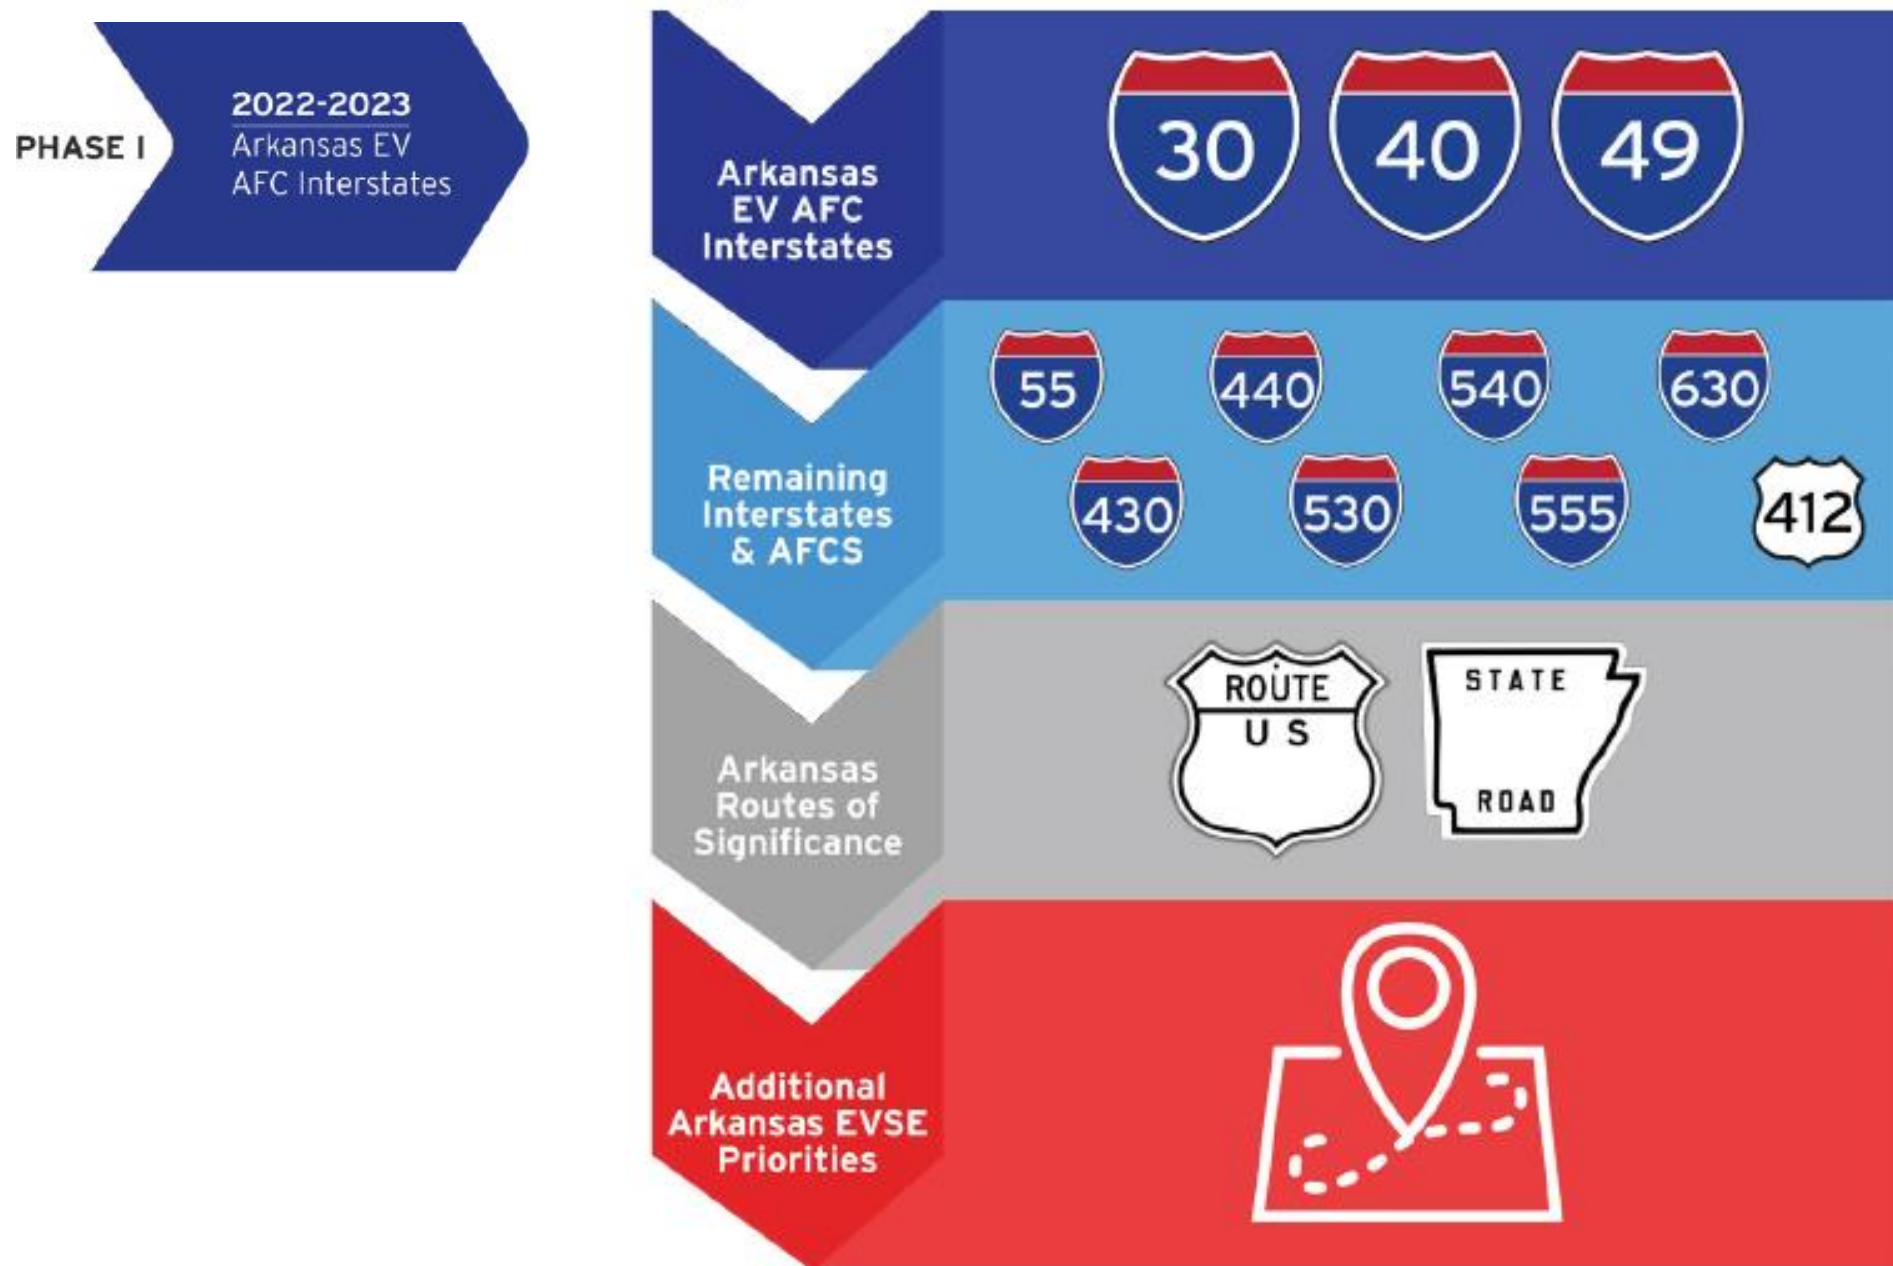 PHASE I
2022-2023
Arkansas EV
AFC Interstates
Arkansas
EV AFC
Interstates
30 40 49
Remaining
Interstates
& AFCS
55 440 540 630
430 530 555 412
Arkansas
Routes of
Significance
ROUTE
U S
STATE
ROAD
Additional
Arkansas EVSE
Priorities